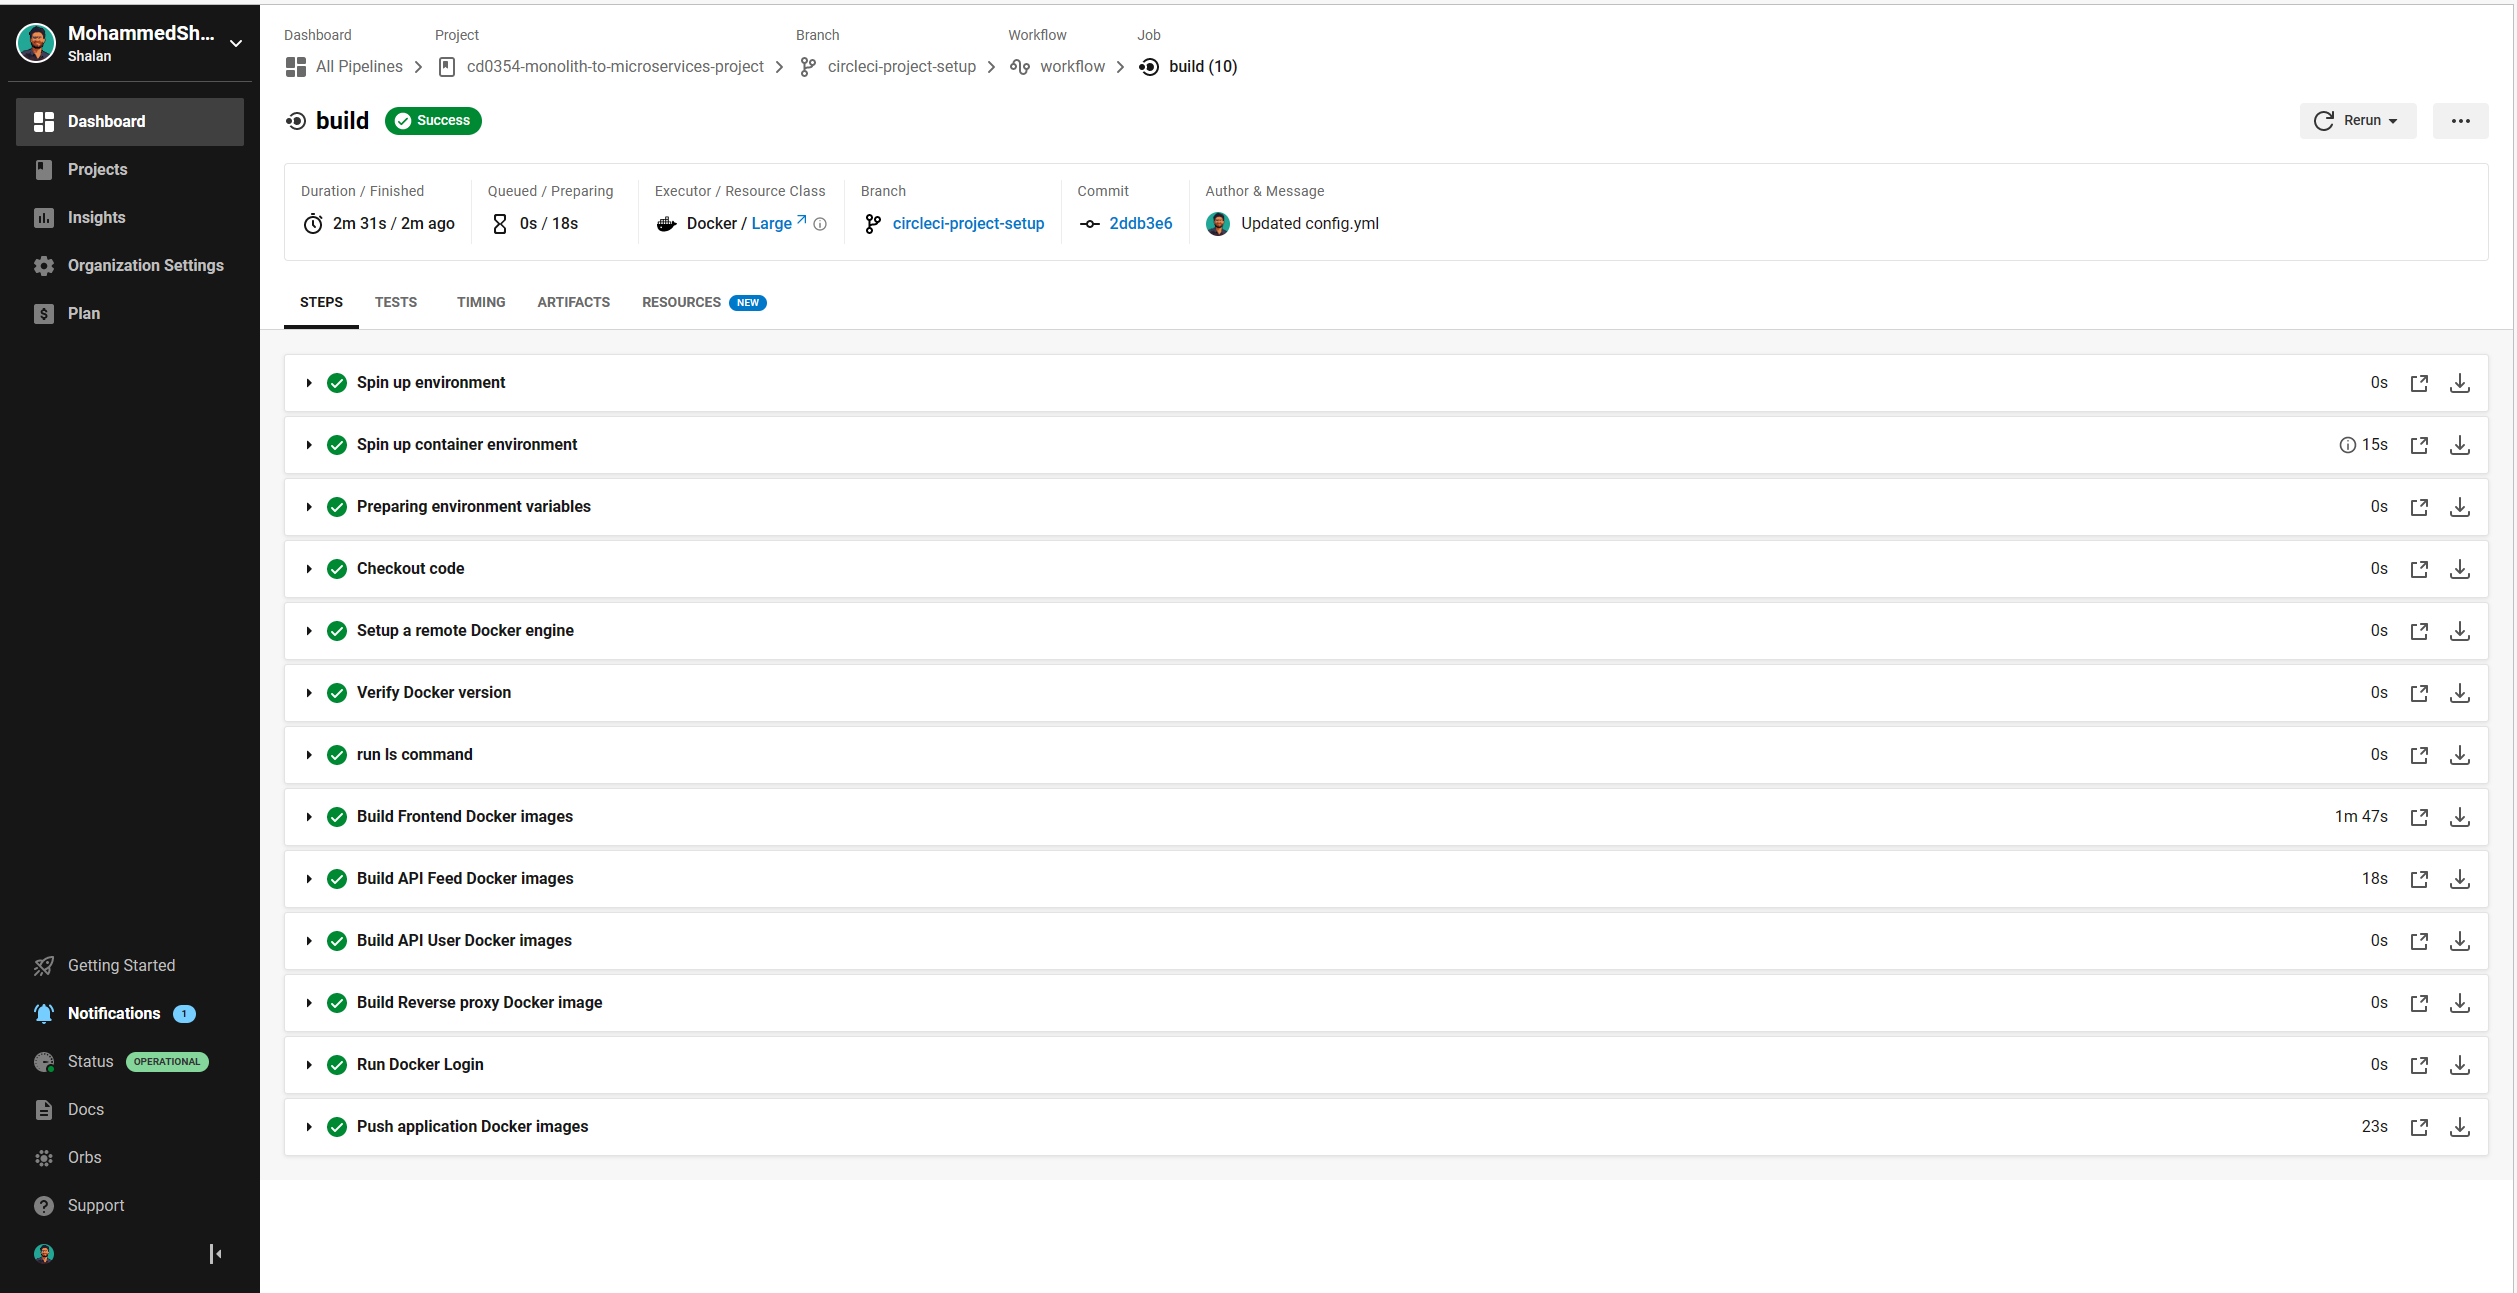 MohammedSh...
Shalan
Dashboard
Projects
Insights
Organization Settings
Plan
Getting Started
Notifications 1
Status OPERATIONAL
Docs
Orbs
Support
Dashboard Project Branch Workflow Job
All Pipelines cd0354-monolith-to-microservices-project circleci-project-setup workflow build (10)
build Success Rerun
Duration / Finished Queued / Preparing Executor / Resource Class Branch Commit Author & Message
2m 31s / 2m ago 0s / 18s Docker / Large circleci-project-setup 2ddb3e6 Updated config.yml
STEPS TESTS TIMING ARTIFACTS RESOURCES NEW
Spin up environment 0s
Spin up container environment 15s
Preparing environment variables 0s
Checkout code 0s
Setup a remote Docker engine 0s
Verify Docker version 0s
run ls command 0s
Build Frontend Docker images 1m 47s
Build API Feed Docker images 18s
Build API User Docker images 0s
Build Reverse proxy Docker image 0s
Run Docker Login 0s
Push application Docker images 23s